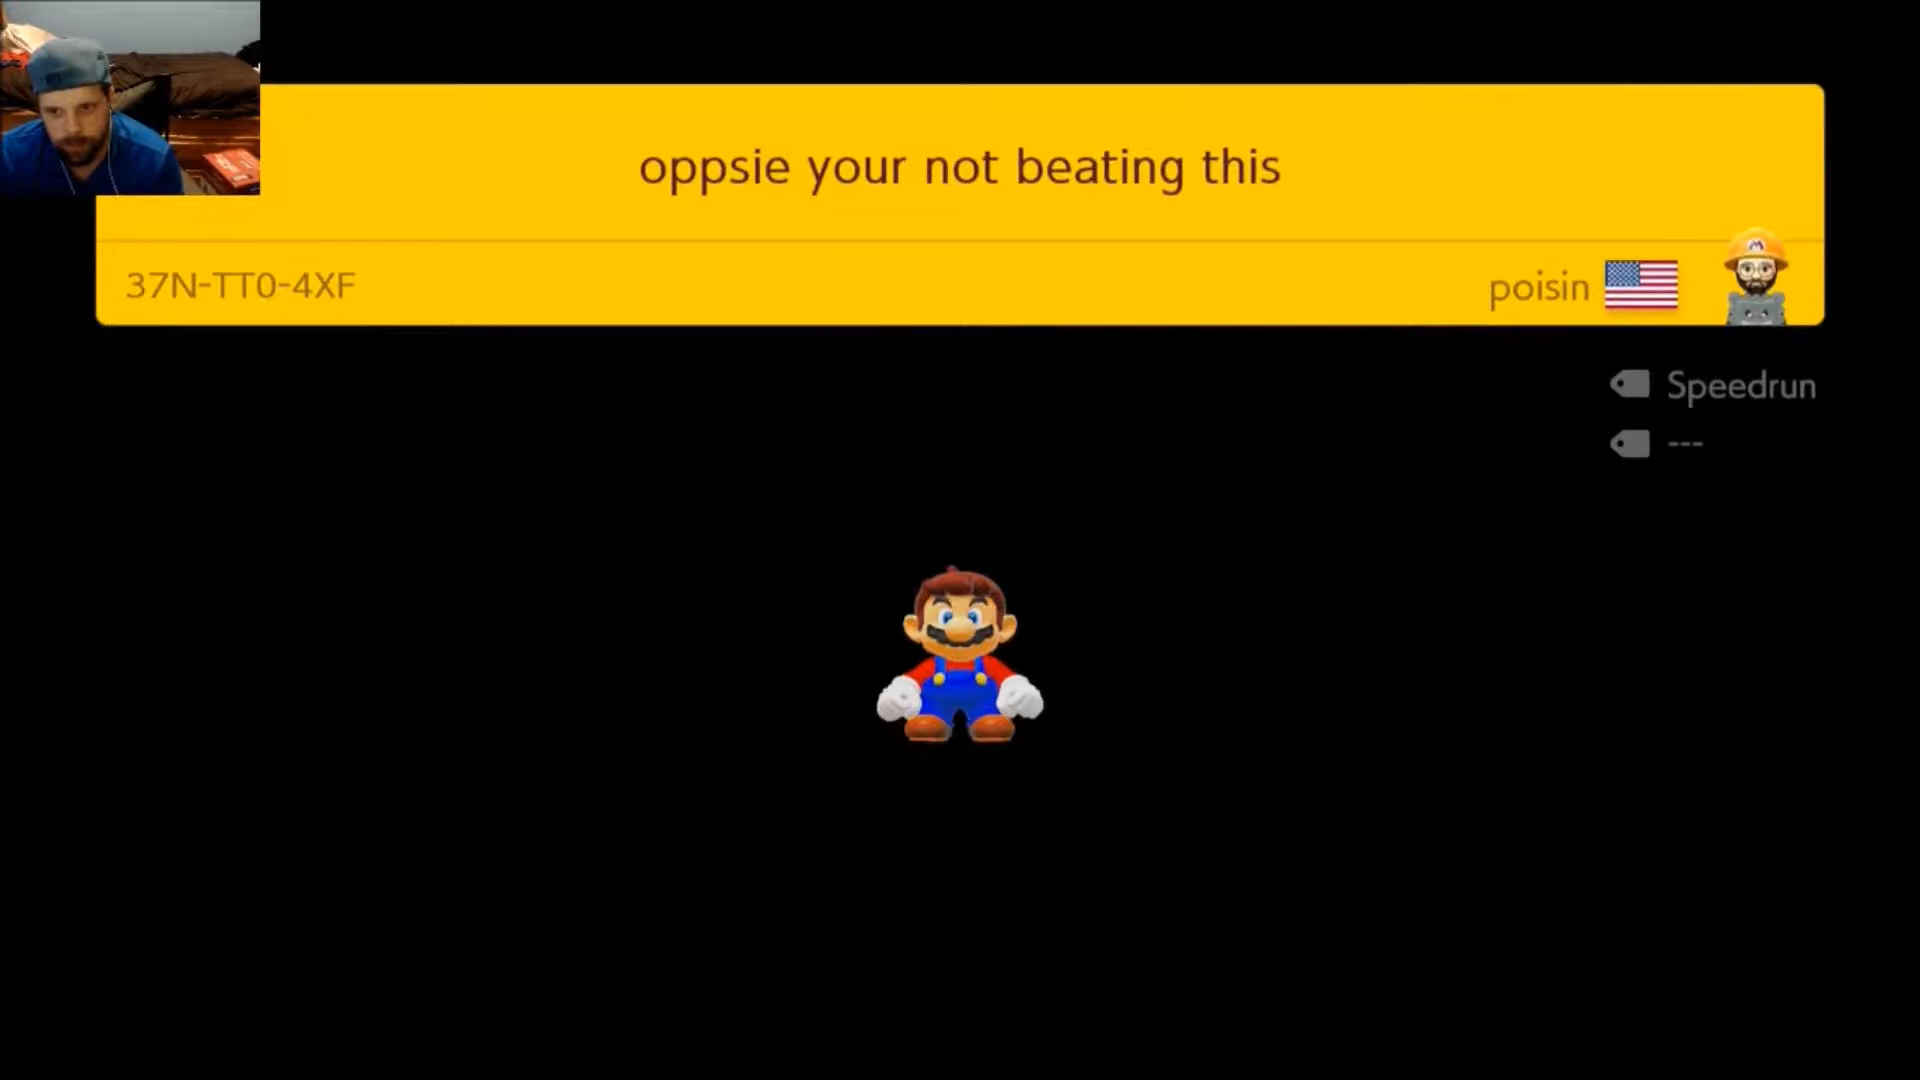 oppsie your not beating this
37N-TT0-4XF
poisin
Speedrun
---